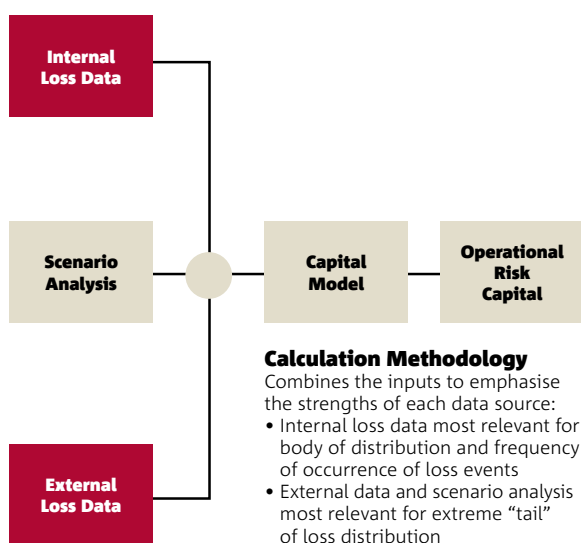 Internal
Loss Data
Scenario
Analysis
Capital
Model
Operational
Risk
Capital
External
Loss Data
Calculation Methodology
Combines the inputs to emphasise
the strengths of each data source:
• Internal loss data most relevant for
body of distribution and frequency
of occurrence of loss events
• External data and scenario analysis
most relevant for extreme “tail”
of loss distribution